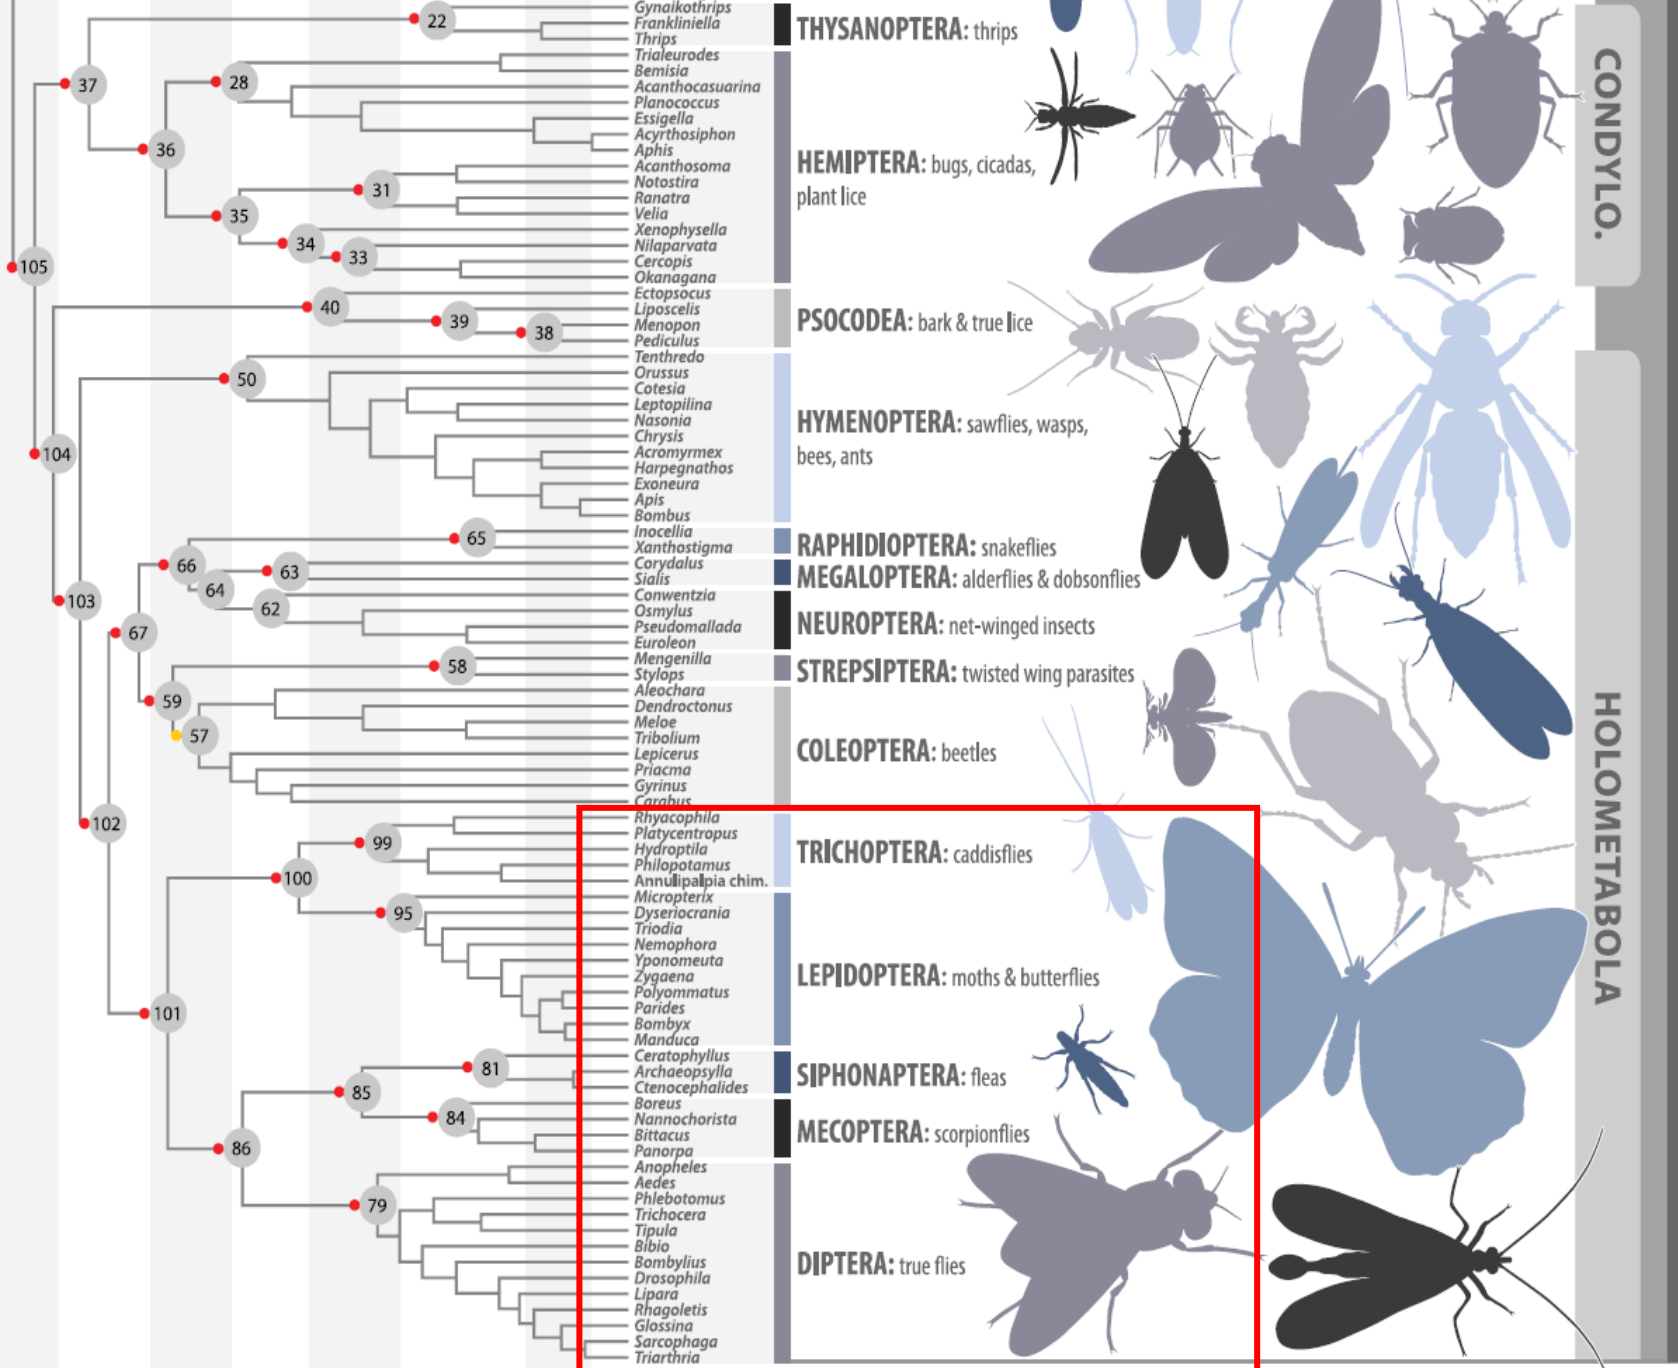 Gynaikothrips
22
Frankliniella
THYSANOPTERA: thrips
Thrips
Trialeurodes
Bemisia
37
28
Acanthocasuarina
Planococcus
Essigella
Acyrthosiphon
36
Aphis
HEMIPTERA: bugs, cicadas,
plant lice
CONDYLO.
Acanthosoma
Notostira
31
Ranatra
35
Velia
Xenophysella
34
Nilaparvata
33
Cercopis
105
Okanagana
Ectopsocus
40
Liposcelis
39
Menopon
38
Pediculus
PSOCODEA: bark & true lice
Tenthredo
50
Orussus
Cotesia
Leptopilina
Nasonia
HYMENOPTERA: sawflies, wasps,
bees, ants
Chrysis
104
Acromyrmex
Harpegnathos
Exoneura
Apis
Bombus
Inocellia
65
Xanthostigma
RAPHIDIOPTERA: snakeflies
66
Corydalus
63
Sialis
MEGALOPTERA: alderflies & dobsonflies
64
Conwentzia
103
62
Osmylus
67
Pseudomallada
NEUROPTERA: net-winged insects
Euroleon
Mengenilla
58
Stylops
STREPSIPTERA: twisted wing parasites
59
Aleochara
Dendroctonus
Meloe
57
Tribolium
Lepicerus
COLEOPTERA: beetles
Priacma
Gyrinus
Carabus
HOLOMETABOLA
102
Rhyacophila
Platycentropus
99
Hydroptila
TRICHOPTERA: caddisflies
Philopotamus
100
Annulipalpia chim.
Micropterix
95
Dyseriocrania
Triodia
Nemophora
Yponomeuta
Zygaena
LEPIDOPTERA: moths & butterflies
Polyommatus
Parides
101
Bombyx
Manduca
Ceratophyllus
81
Archaeopsylla
SIPHONAPTERA: fleas
Ctenocephalides
85
Boreus
84
Nannochorista
Bittacus
MECOPTERA: scorpionflies
86
Panorpa
Anopheles
Aedes
79
Phlebotomus
Trichocera
Tipula
Bibio
Bombylius
DIPTERA: true flies
Drosophila
Lipara
Rhagoletis
Glossina
Sarcophaga
Triarthria